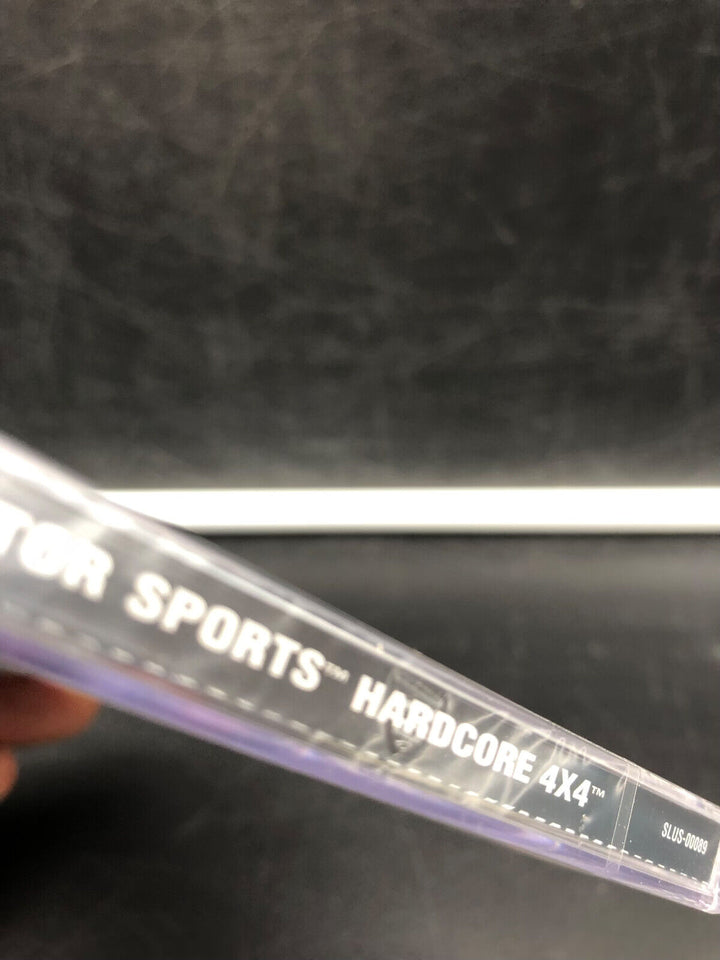 TOR SPORTS™ HARDCORE 4X4™
SLUS-00089